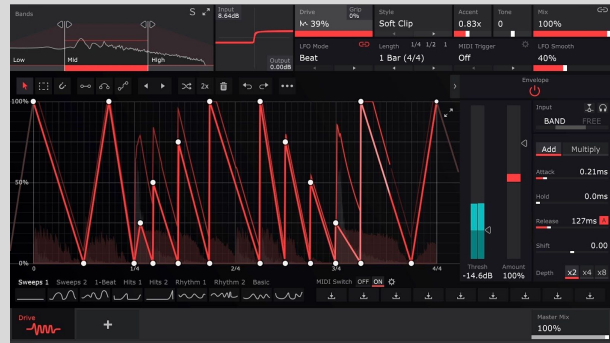 Bands
S
Input
8.64dB
Output
0.00dB
Low
Mid
High
Drive
39%
Grip
0%
Style
Soft Clip
Accent
0.83x
Tone
0
Mix
100%
LFO Mode
Beat
Length
1/4 1/2 1
1 Bar (4/4)
MIDI Trigger
Off
LFO Smooth
40%
2x
Envelope
Input
BAND FREE
Add Multiply
Attack
0.21ms
Hold
0.0ms
Release
127ms A
Shift
0.00
Depth
x2 x4 x8
100%
50%
0%
0
1/4
2/4
3/4
4/4
Thresh
-14.6dB
Amount
100%
Sweeps 1 Sweeps 2 1-Beat Hits 1 Hits 2 Rhythm 1 Rhythm 2 Basic
MIDI Switch OFF ON
Drive
+
Master Mix
100%